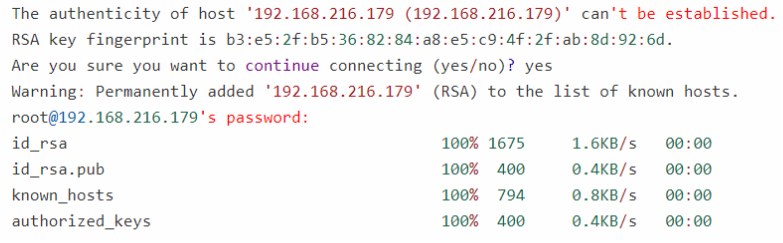 The authenticity of host '192.168.216.179 (192.168.216.179)' can't be established.
RSA key fingerprint is b3:e5:2f:b5:36:82:84:a8:e5:c9:4f:2f:ab:8d:92:6d.
Are you sure you want to continue connecting (yes/no)? yes
Warning: Permanently added '192.168.216.179' (RSA) to the list of known hosts.
root@192.168.216.179's password:
id_rsa 100% 1675 1.6KB/s 00:00
id_rsa.pub 100% 400 0.4KB/s 00:00
known_hosts 100% 794 0.8KB/s 00:00
authorized_keys 100% 400 0.4KB/s 00:00